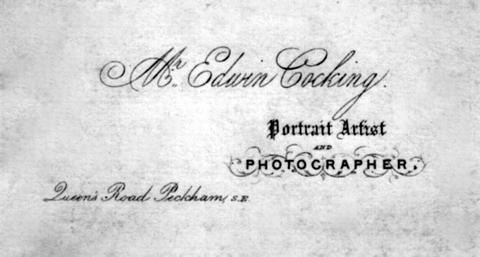 Mr. Edwin Cocking.
Portrait Artist
AND
PHOTOGRAPHER.
Queen's Road Peckham, S.E.